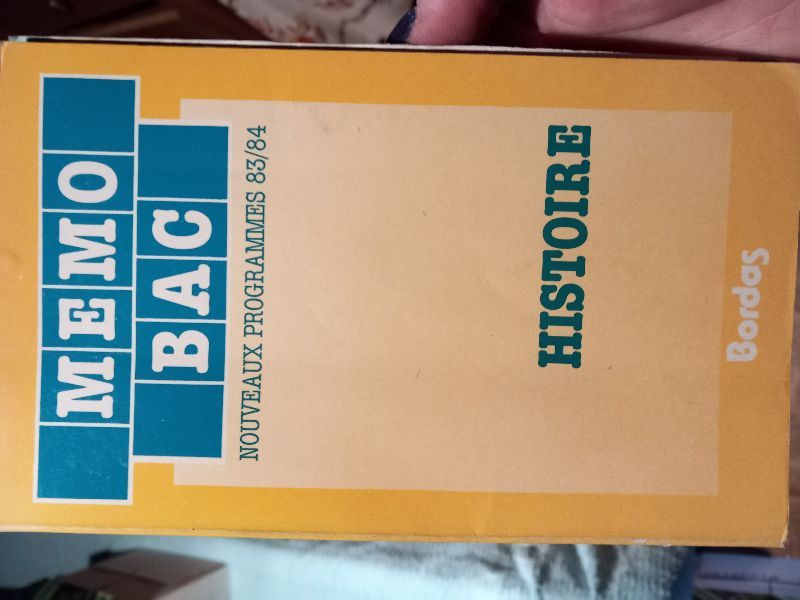 MEMO
BAC
NOUVEAUX PROGRAMMES 83/84
HISTOIRE
Bordas